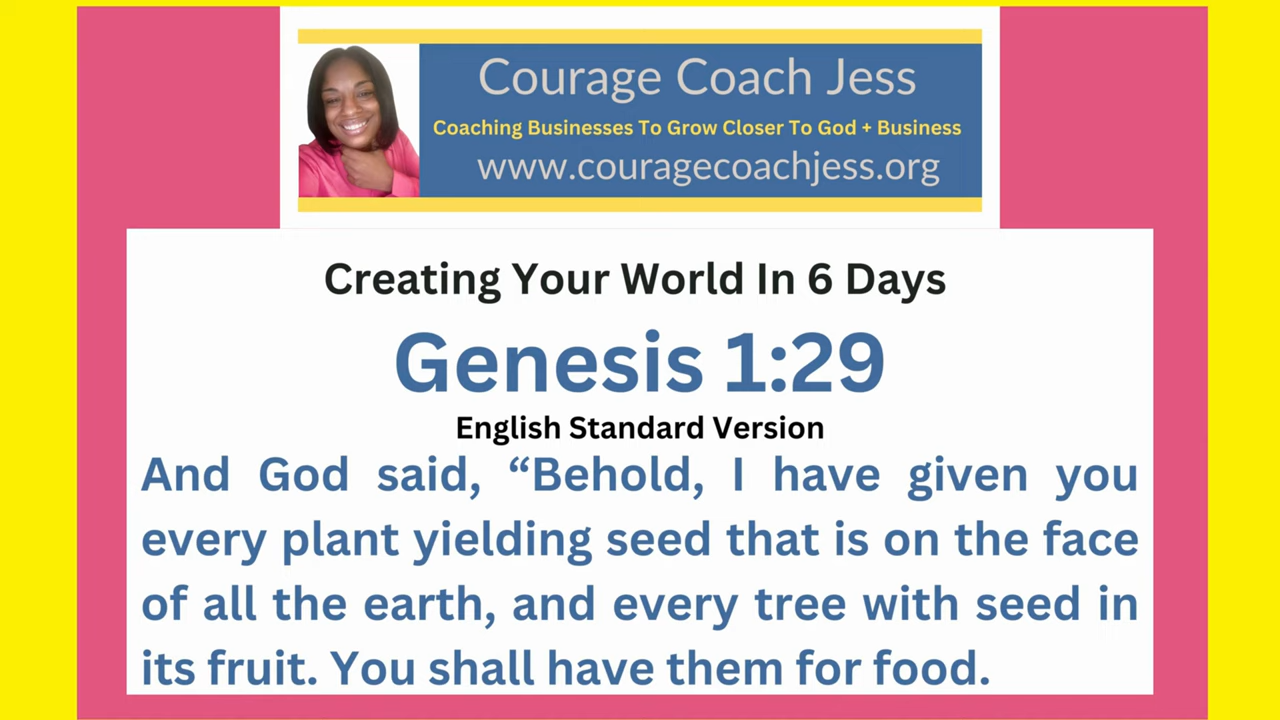 Courage Coach Jess
Coaching Businesses To Grow Closer To God + Business
www.couragecoachjess.org
Creating Your World In 6 Days
Genesis 1:29
English Standard Version
And God said, “Behold, I have given you
every plant yielding seed that is on the face
of all the earth, and every tree with seed in
its fruit. You shall have them for food.